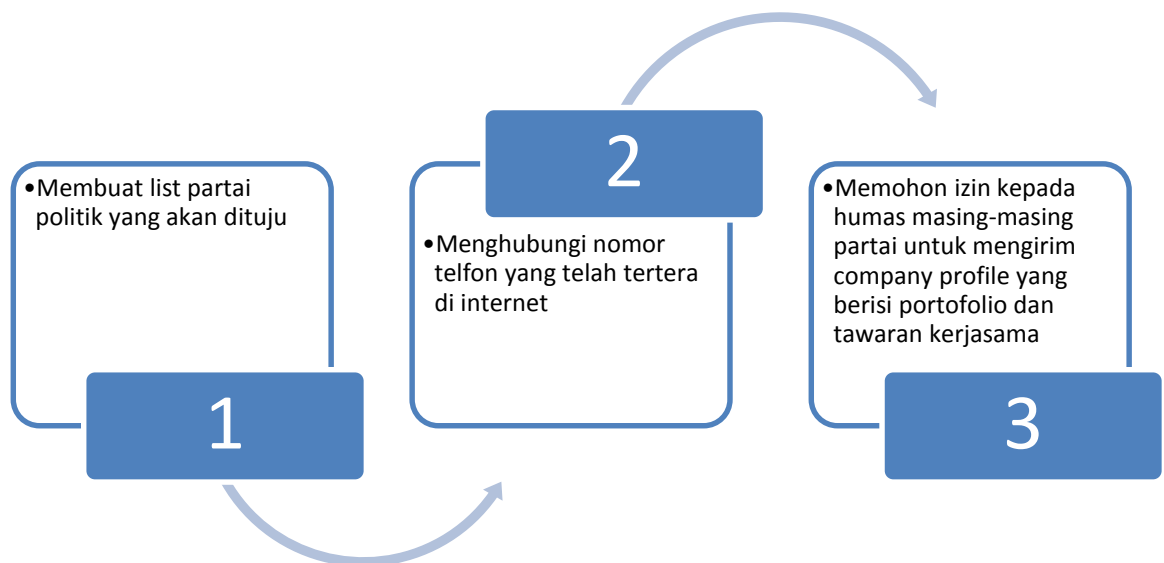 •Membuat list partai
politik yang akan dituju
1
2
•Menghubungi nomor
telfon yang telah tertera
di internet
•Memohon izin kepada
humas masing-masing
partai untuk mengirim
company profile yang
berisi portofolio dan
tawaran kerjasama
3